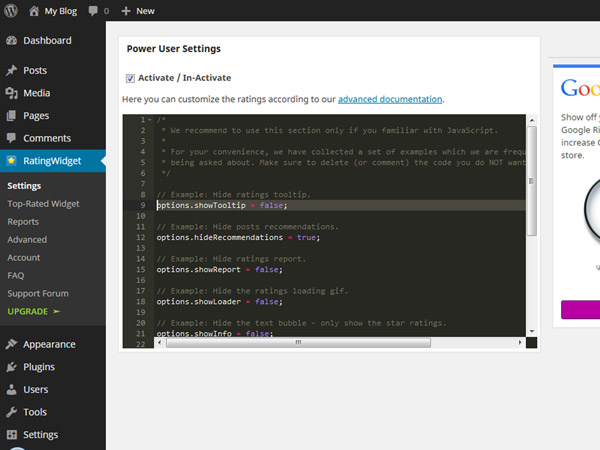 My Blog 0 + New
Dashboard
Posts
Media
Pages
Comments
RatingWidget
Settings
Top-Rated Widget
Reports
Advanced
Account
FAQ
Support Forum
UPGRADE ➤
Appearance
Plugins
Users
Tools
Settings
Power User Settings
Activate / In-Activate
Here you can customize the ratings according to our advanced documentation.
1 /*
2 * We recommend to use this section only if you familiar with JavaScript.
3 *
4 * For your convenience, we have collected a set of examples which we are frequ
5 * being asked about. Make sure to delete (or comment) the code you do NOT want
6 */
7
8 // Example: Hide ratings tooltip.
9 options.showTooltip = false;
10
11 // Example: Hide posts recommendations.
12 options.hideRecommendations = true;
13
14 // Example: Hide ratings report.
15 options.showReport = false;
16
17 // Example: Hide the ratings loading gif.
18 options.showLoader = false;
19
20 // Example: Hide the text bubble - only show the star ratings.
21 options.showInfo = false;
22
Goo
Show off y
Google Ri
increase C
store.